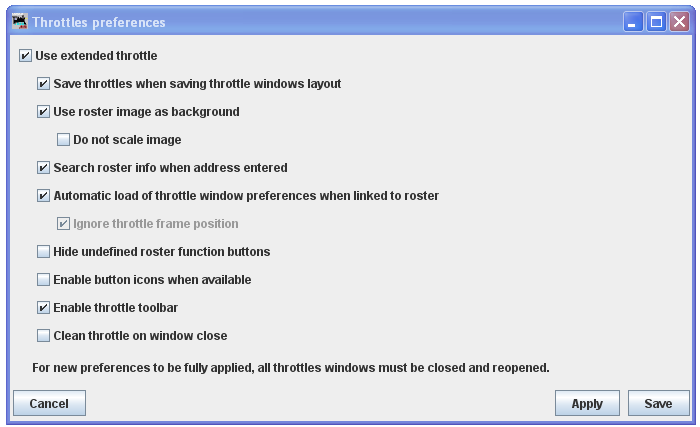 Throttles preferences
Use extended throttle
Save throttles when saving throttle windows layout
Use roster image as background
Do not scale image
Search roster info when address entered
Automatic load of throttle window preferences when linked to roster
Ignore throttle frame position
Hide undefined roster function buttons
Enable button icons when available
Enable throttle toolbar
Clean throttle on window close
For new preferences to be fully applied, all throttles windows must be closed and reopened.
Cancel Apply Save